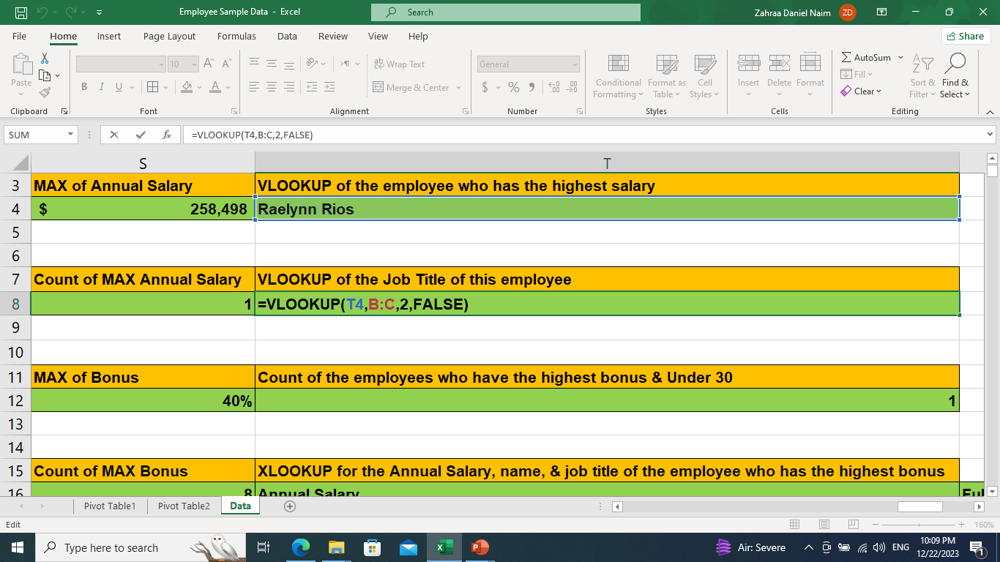 Employee Sample Data - Excel
Search
Zahraa Daniel Naim ZD
File Home Insert Page Layout Formulas Data Review View Help Share
Paste
10 A A
B I U A
ab Wrap Text
Merge & Center
General
$ % 9
Conditional Formatting
Format as Table
Cell Styles
Insert Delete Format
AutoSum
Fill
Clear
Sort & Filter
Find & Select
Clipboard Font Alignment Number Styles Cells Editing
SUM fx =VLOOKUP(T4,B:C,2,FALSE)
S T
3 MAX of Annual Salary VLOOKUP of the employee who has the highest salary
4 $ 258,498 Raelynn Rios
5
6
7 Count of MAX Annual Salary VLOOKUP of the Job Title of this employee
8 1 =VLOOKUP(T4,B:C,2,FALSE)
9
10
11 MAX of Bonus Count of the employees who have the highest bonus & Under 30
12 40% 1
13
14
15 Count of MAX Bonus XLOOKUP for the Annual Salary, name, & job title of the employee who has the highest bonus
16 8 Annual Salary
Pivot Table1 Pivot Table2 Data
Edit 160%
Type here to search
Air: Severe
ENG
10:09 PM
12/22/2023
1